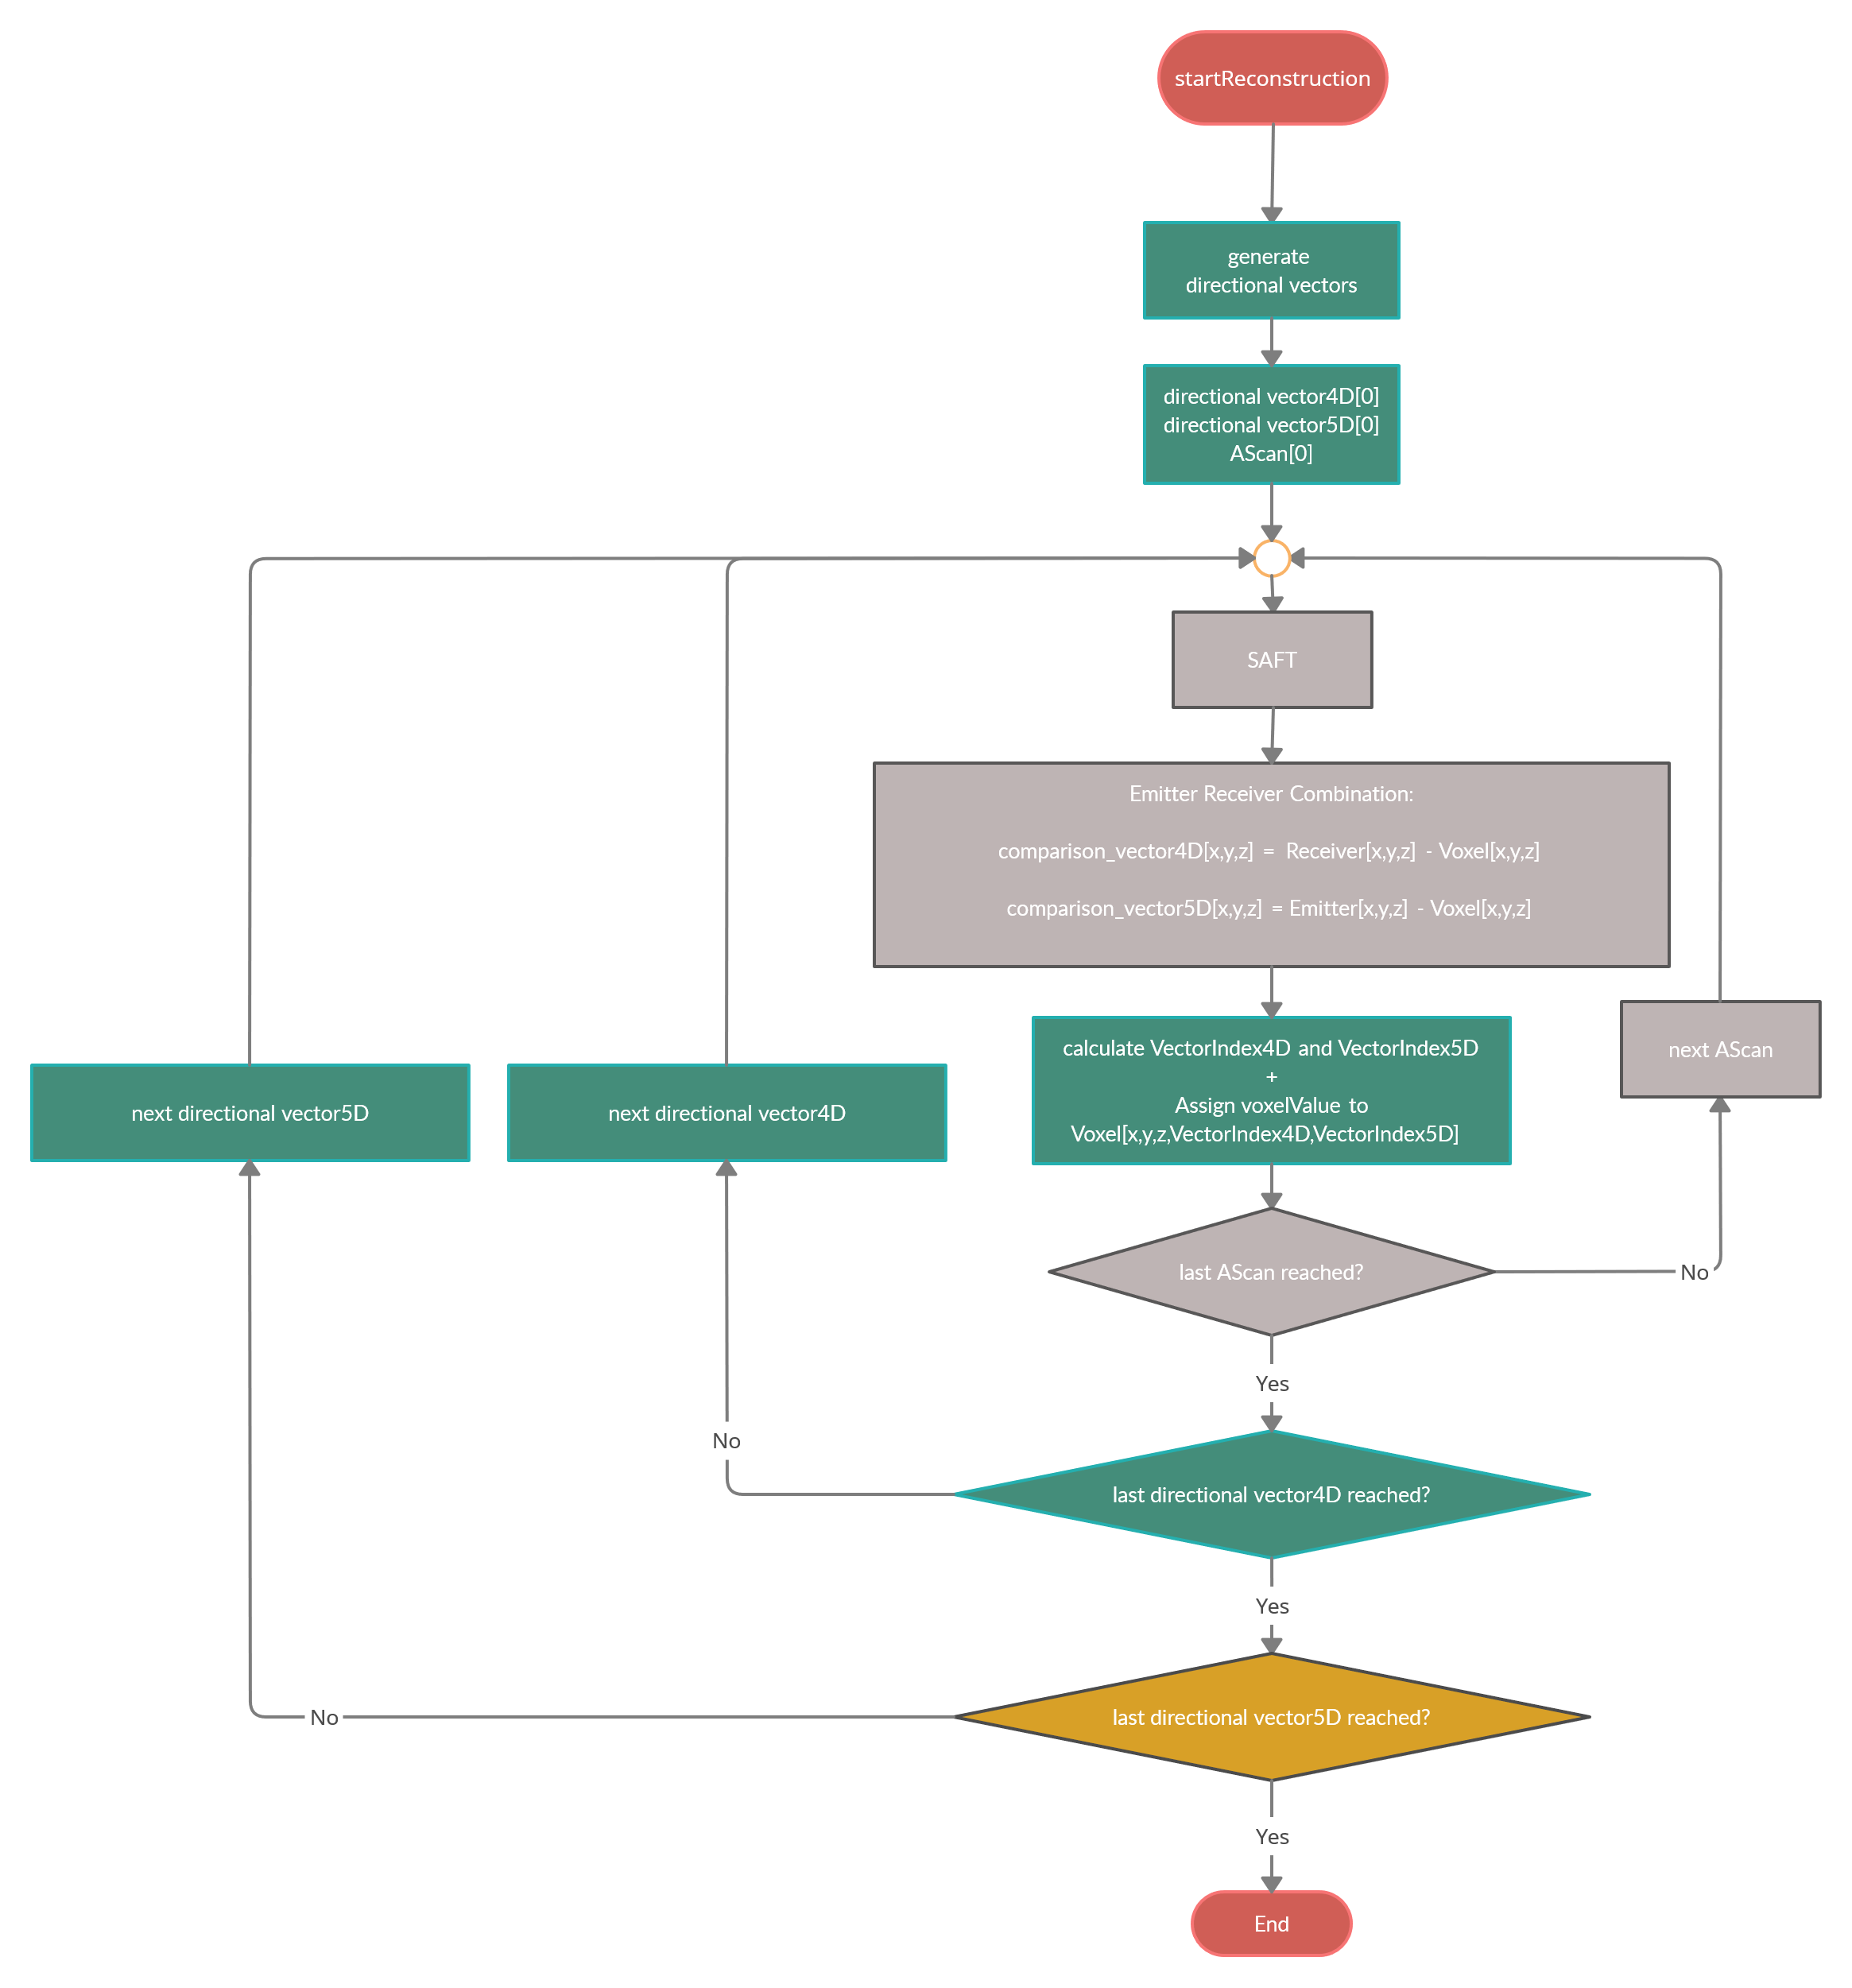 startReconstruction
generate
directional vectors
directional vector4D[0]
directional vector5D[0]
AScan[0]
SAFT
Emitter Receiver Combination:
comparison_vector4D[x,y,z] = Receiver[x,y,z] - Voxel[x,y,z]
comparison_vector5D[x,y,z] = Emitter[x,y,z] - Voxel[x,y,z]
calculate VectorIndex4D and VectorIndex5D
+
Assign voxelValue to
Voxel[x,y,z,VectorIndex4D,VectorIndex5D]
next AScan
next directional vector5D
next directional vector4D
last AScan reached?
No
Yes
No
last directional vector4D reached?
Yes
last directional vector5D reached?
No
Yes
End